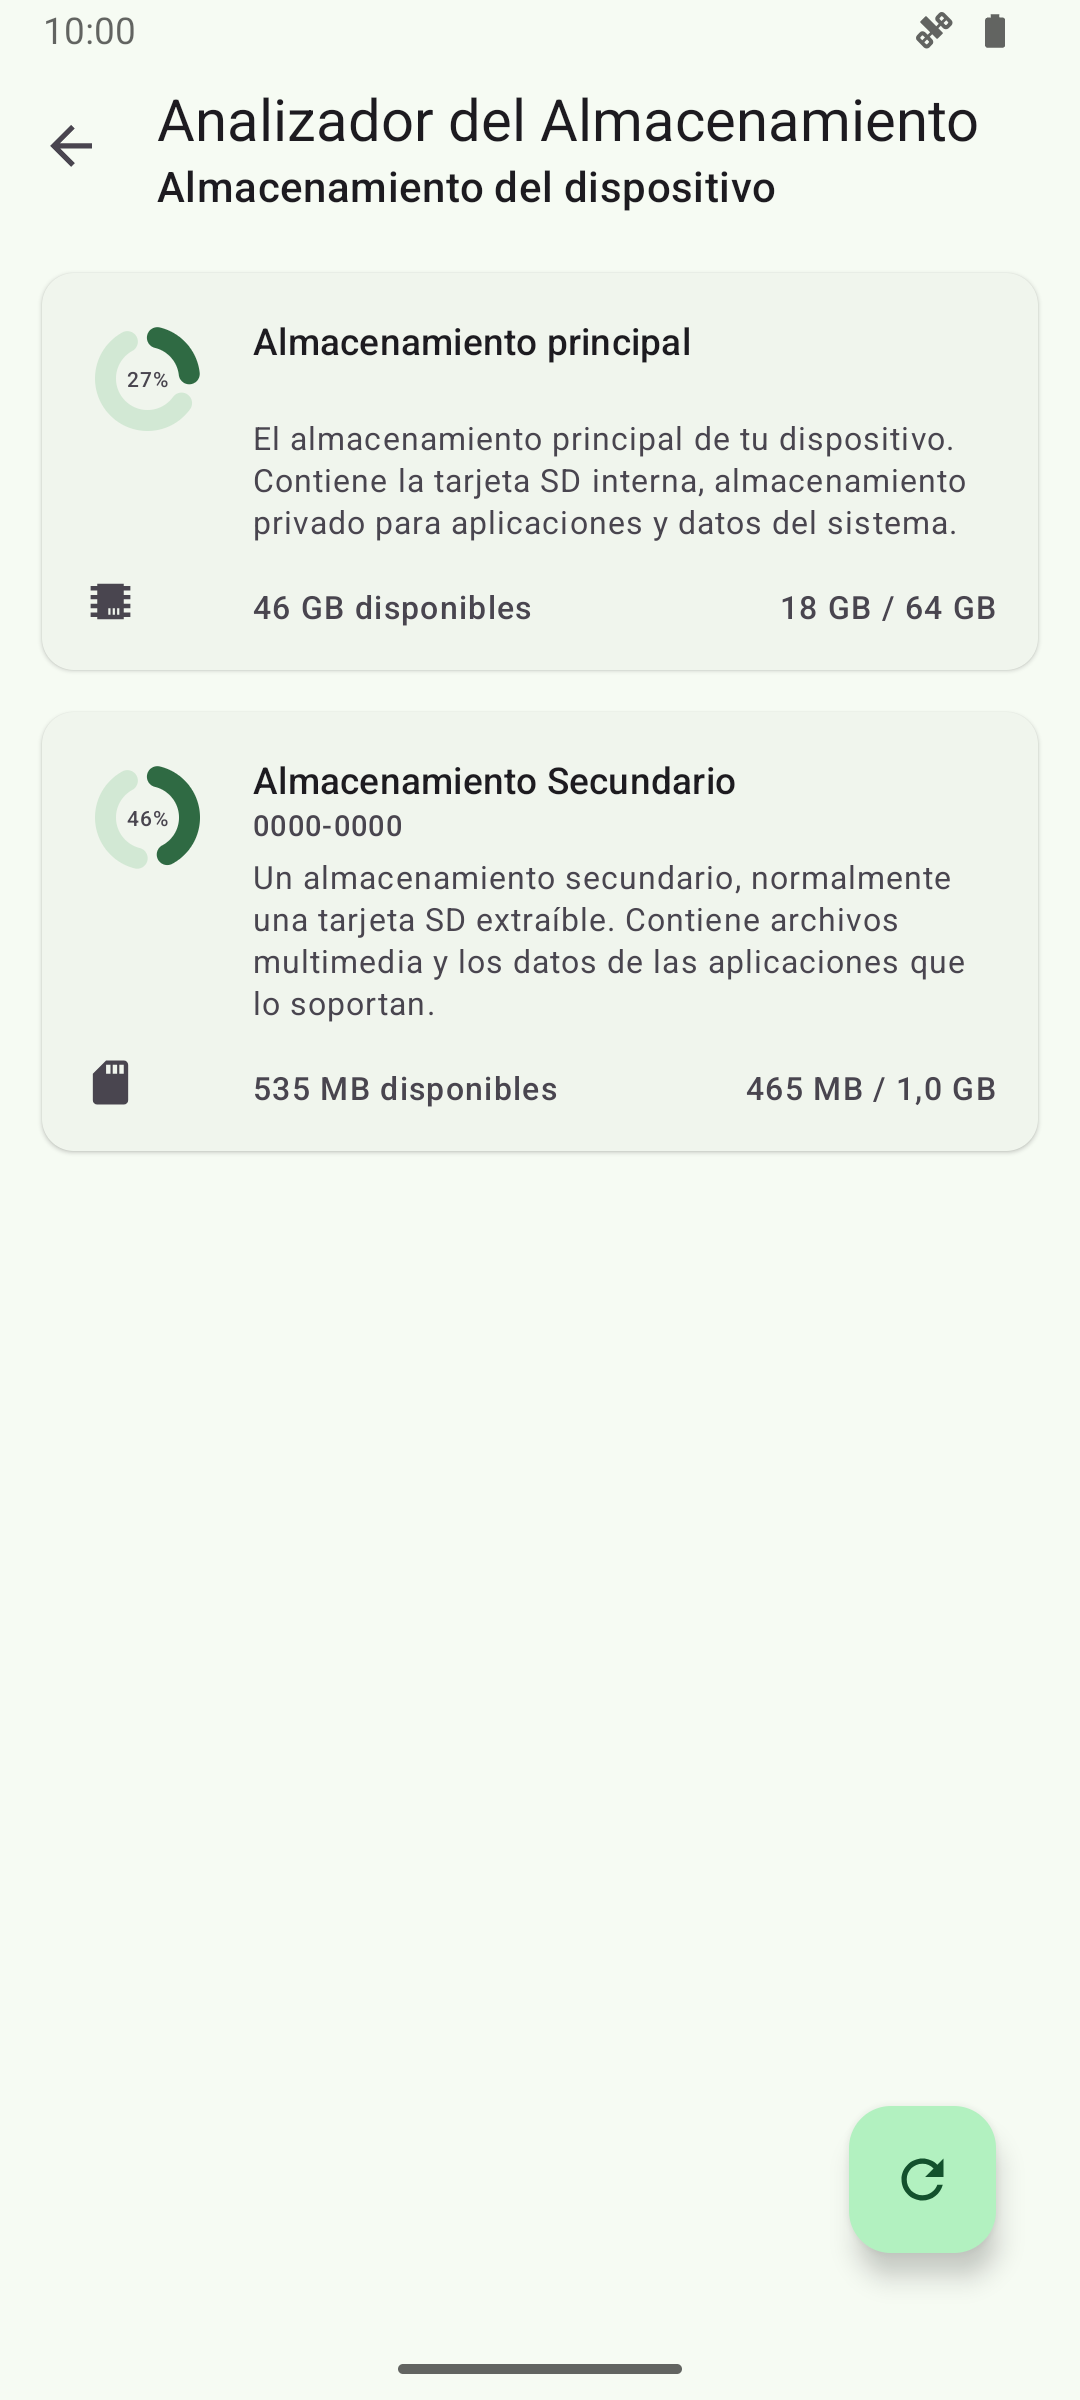 10:00
Analizador del Almacenamiento
Almacenamiento del dispositivo
27%
Almacenamiento principal
El almacenamiento principal de tu dispositivo.
Contiene la tarjeta SD interna, almacenamiento
privado para aplicaciones y datos del sistema.
46 GB disponibles
18 GB / 64 GB
46%
Almacenamiento Secundario
0000-0000
Un almacenamiento secundario, normalmente
una tarjeta SD extraíble. Contiene archivos
multimedia y los datos de las aplicaciones que
lo soportan.
535 MB disponibles
465 MB / 1,0 GB